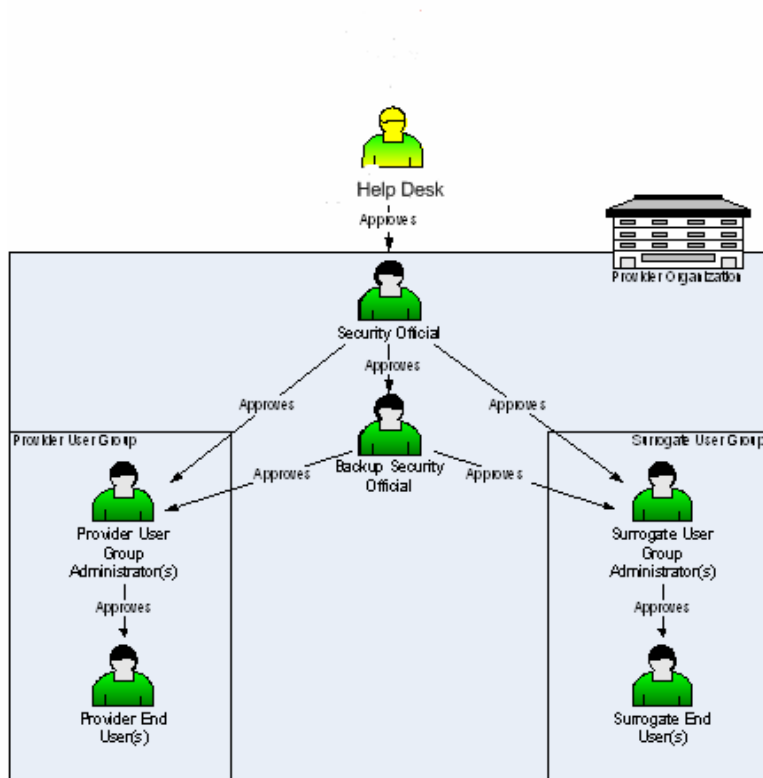 Help Desk
Approves
Provider Organization
Security Official
Approves
Approves
Approves
Provider User Group
Surrogate User Group
Backup Security
Official
Approves
Approves
Provider User
Group
Administrator(s)
Surrogate User
Group
Administrator(s)
Approves
Approves
Provider End
User(s)
Surrogate End
User(s)